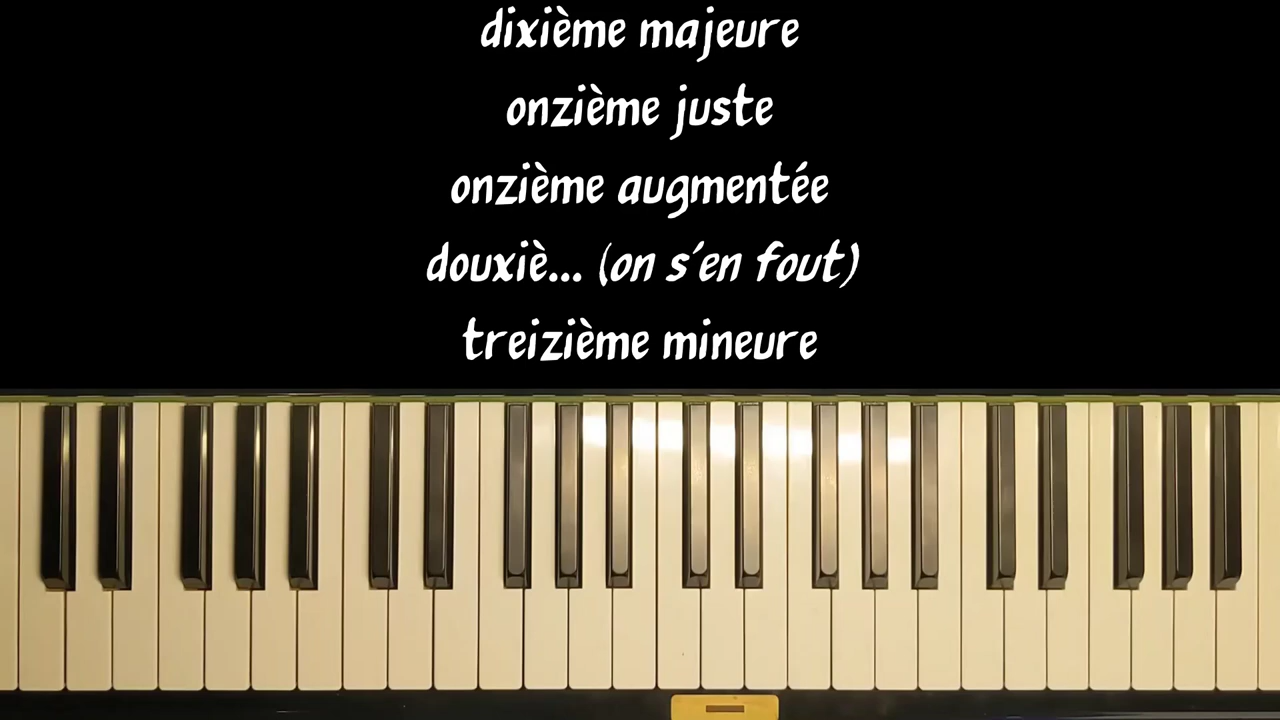 dixième majeure
onzième juste
onzième augmentée
douxiè... (on s'en fout)
treizième mineure